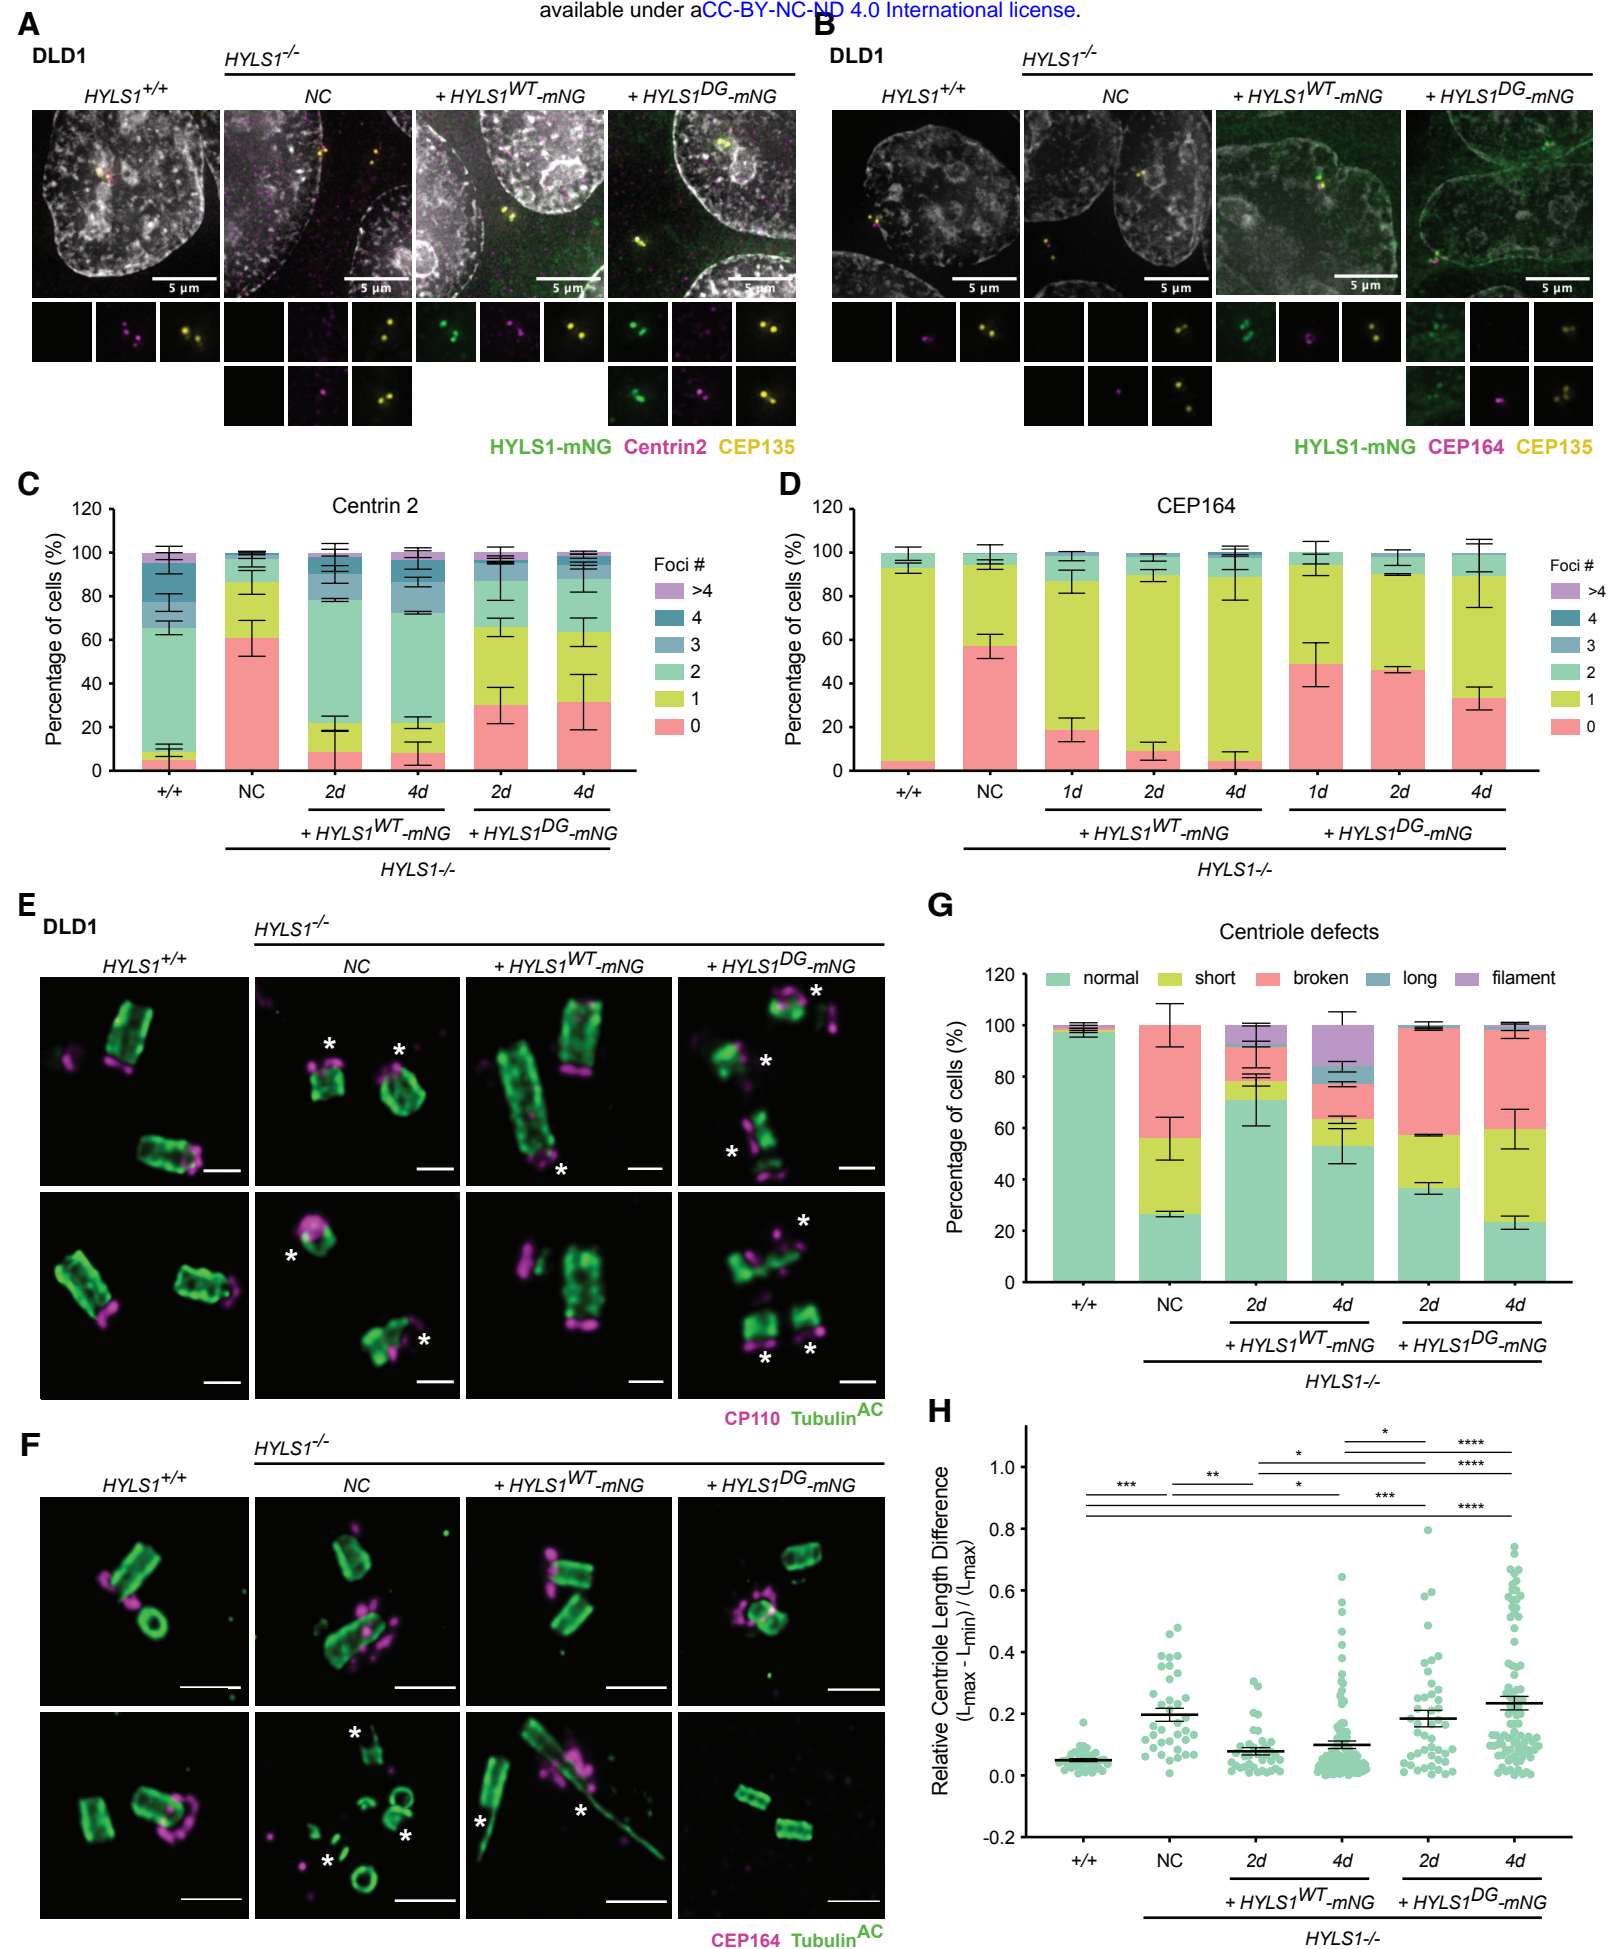 available under aCC-BY-NC-ND 4.0 International license.
A
DLD1
HYLS1-/-
HYLS1+/+
NC
+ HYLS1WT-mNG
+ HYLS1DG-mNG
5 µm
5 µm
5 µm
5 µm
HYLS1-mNG Centrin2 CEP135
B
DLD1
HYLS1-/-
HYLS1+/+
NC
+ HYLS1WT-mNG
+ HYLS1DG-mNG
5 µm
5 µm
5 µm
5 µm
HYLS1-mNG CEP164 CEP135
C
Centrin 2
Percentage of cells (%)
120
100
80
60
40
20
0
Foci #
>4
4
3
2
1
0
+/+
NC
2d
4d
2d
4d
+ HYLS1WT-mNG
+ HYLS1DG-mNG
HYLS1-/-
D
CEP164
Percentage of cells (%)
120
100
80
60
40
20
0
Foci #
>4
4
3
2
1
0
+/+
NC
1d
2d
4d
1d
2d
4d
+ HYLS1WT-mNG
+ HYLS1DG-mNG
HYLS1-/-
E
DLD1
HYLS1-/-
HYLS1+/+
NC
+ HYLS1WT-mNG
+ HYLS1DG-mNG
* * * * * *
* * * * *
CP110 TubulinAC
F
HYLS1-/-
HYLS1+/+
NC
+ HYLS1WT-mNG
+ HYLS1DG-mNG
* * * * *
CEP164 TubulinAC
G
Centriole defects
Percentage of cells (%)
normal short broken long filament
120
100
80
60
40
20
0
+/+
NC
2d
4d
2d
4d
+ HYLS1WT-mNG
+ HYLS1DG-mNG
HYLS1-/-
H
Relative Centriole Length Difference
(Lmax - Lmin) / (Lmax)
1.0
0.8
0.6
0.4
0.2
0.0
-0.2
*
****
*
****
***
**
*
***
****
+/+
NC
2d
4d
2d
4d
+ HYLS1WT-mNG
+ HYLS1DG-mNG
HYLS1-/-